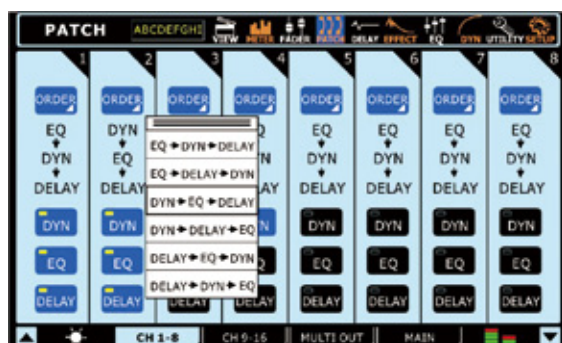 PATCH ABCDEFGHI VIEW METER FADER PATCH DELAY EFFECT EQ DYN UTILITY SETUP
1 2 3 4 5 6 7 8
ORDER ORDER ORDER ORDER ORDER ORDER ORDER ORDER
EQ DYN EQ EQ EQ EQ
DYN EQ DYN DYN DYN DYN
DELAY DELAY DELAY DELAY DELAY DELAY
EQ→DYN→DELAY
EQ→DELAY→DYN
DYN→EQ→DELAY
DYN→DELAY→EQ
DELAY→EQ→DYN
DELAY→DYN→EQ
DYN DYN DYN DYN DYN DYN
EQ EQ EQ EQ EQ EQ
DELAY DELAY DELAY DELAY DELAY DELAY DELAY DELAY
CH 1-8 CH 9-16 MULTI OUT MAIN